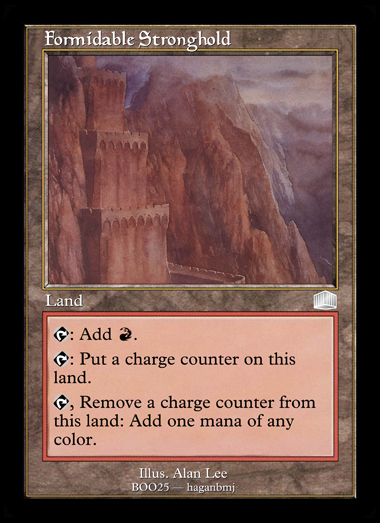 Formidable Stronghold
Land
: Add .
: Put a charge counter on this
land.
, Remove a charge counter from
this land: Add one mana of any
color.
Illus. Alan Lee
BOO25 — haganbmj